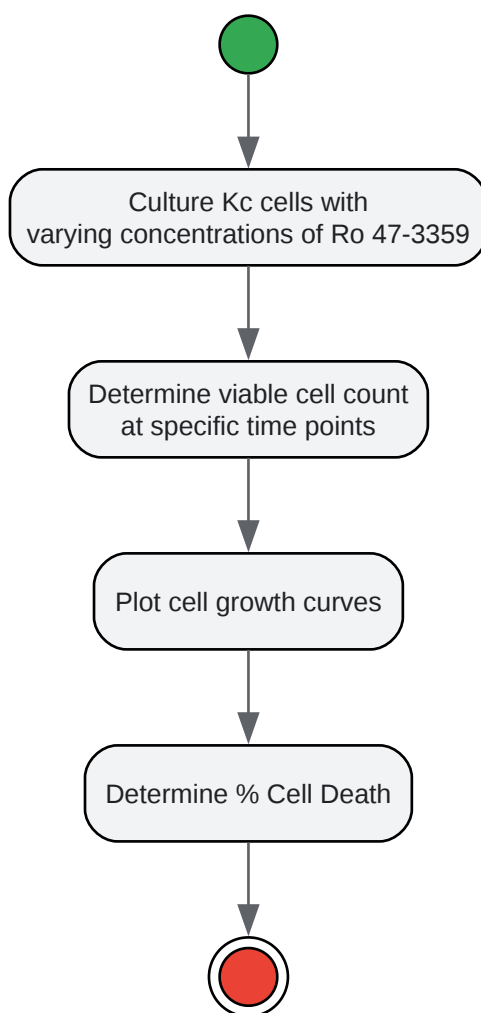 Culture Kc cells with
varying concentrations of Ro 47-3359
Determine viable cell count
at specific time points
Plot cell growth curves
Determine % Cell Death